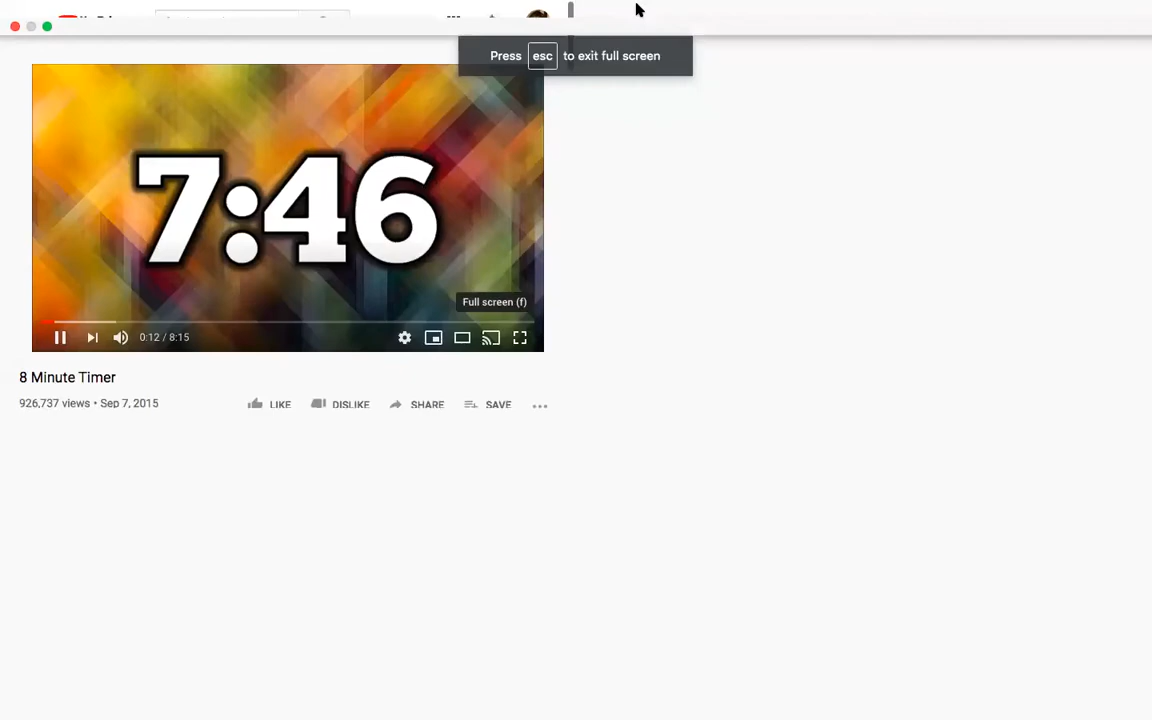 Press esc to exit full screen
7:46
Full screen (f)
0:12 / 8:15
8 Minute Timer
926,737 views • Sep 7, 2015 LIKE DISLIKE SHARE SAVE